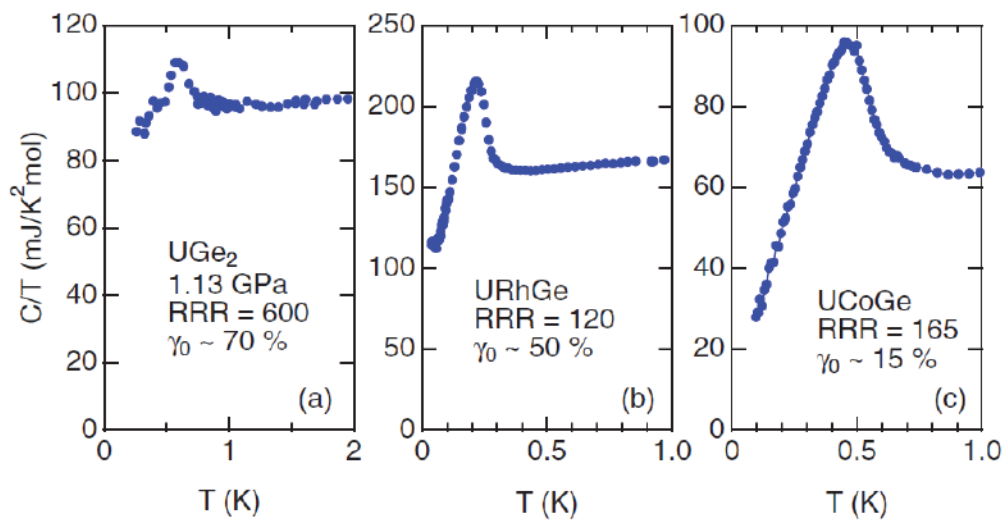 C/T (mJ/K²mol)
120
100
80
60
40
20
0
UGe₂
1.13 GPa
RRR = 600
γ₀ ~ 70 %
(a)
0
1
2
T (K)
250
200
150
100
50
0
URhGe
RRR = 120
γ₀ ~ 50 %
(b)
0
0.5
1.0
T (K)
100
80
60
40
20
0
UCoGe
RRR = 165
γ₀ ~ 15 %
(c)
0
0.5
1.0
T (K)